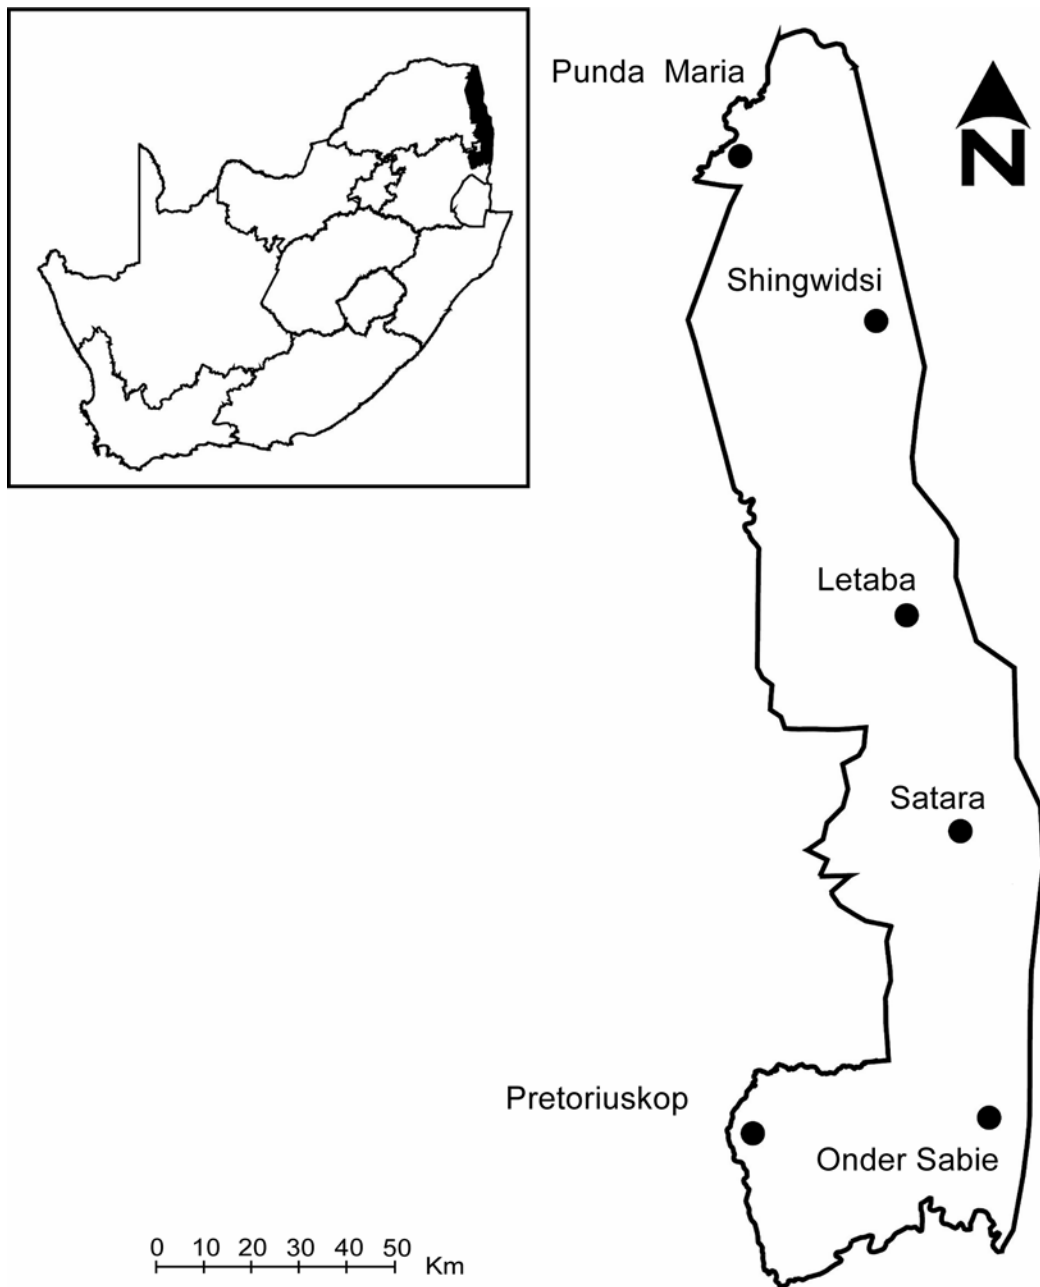 Punda Maria
N
Shingwidsi
Letaba
Satara
Pretoriuskop
Onder Sabie
0 10 20 30 40 50
Km